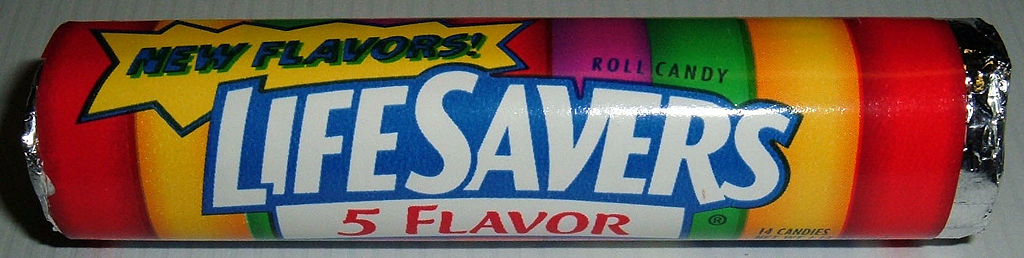 NEW FLAVORS!
ROLL CANDY
LIFESAVERS
5 FLAVOR
®
14 CANDIES